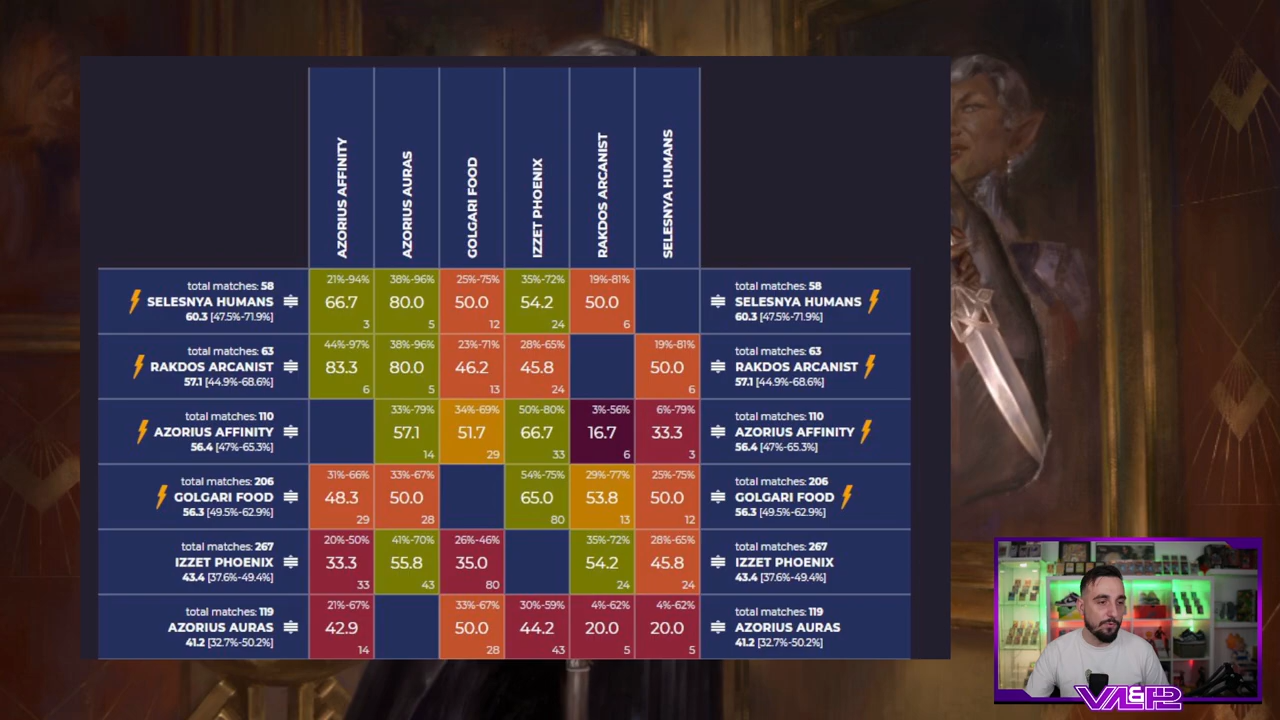 AZORIUS AFFINITY
AZORIUS AURAS
GOLGARI FOOD
IZZET PHOENIX
RAKDOS ARCANIST
SELESNYA HUMANS
total matches: 58
SELESNYA HUMANS
60.3 [47.5%-71.9%]
21%-94% 38%-96% 25%-75% 35%-72% 19%-81%
66.7 80.0 50.0 54.2 50.0
3 5 12 24 6
total matches: 58
SELESNYA HUMANS
60.3 [47.5%-71.9%]
total matches: 63
RAKDOS ARCANIST
57.1 [44.9%-68.6%]
44%-97% 38%-96% 23%-71% 28%-65% 19%-81%
83.3 80.0 46.2 45.8 50.0
6 5 13 24 6
total matches: 63
RAKDOS ARCANIST
57.1 [44.9%-68.6%]
total matches: 110
AZORIUS AFFINITY
56.4 [47%-65.3%]
33%-79% 34%-69% 50%-80% 3%-56% 6%-79%
57.1 51.7 66.7 16.7 33.3
14 29 33 6 3
total matches: 110
AZORIUS AFFINITY
56.4 [47%-65.3%]
total matches: 206
GOLGARI FOOD
56.3 [49.5%-62.9%]
31%-66% 33%-67% 54%-75% 29%-77% 25%-75%
48.3 50.0 65.0 53.8 50.0
29 28 80 13 12
total matches: 206
GOLGARI FOOD
56.3 [49.5%-62.9%]
total matches: 267
IZZET PHOENIX
43.4 [37.6%-49.4%]
20%-50% 41%-70% 26%-46% 35%-72% 28%-65%
33.3 55.8 35.0 54.2 45.8
33 43 80 24 24
total matches: 267
IZZET PHOENIX
43.4 [37.6%-49.4%]
total matches: 119
AZORIUS AURAS
41.2 [32.7%-50.2%]
21%-67% 33%-67% 30%-59% 4%-62% 4%-62%
42.9 50.0 44.2 20.0 20.0
14 28 43 5 5
total matches: 119
AZORIUS AURAS
41.2 [32.7%-50.2%]